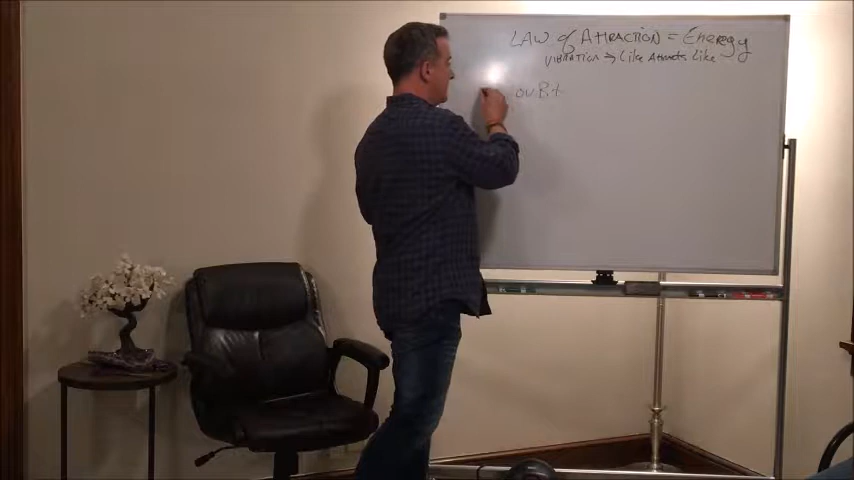 LAW of ATTRACTION = Energy
VIBRATION → Like Attracts Like